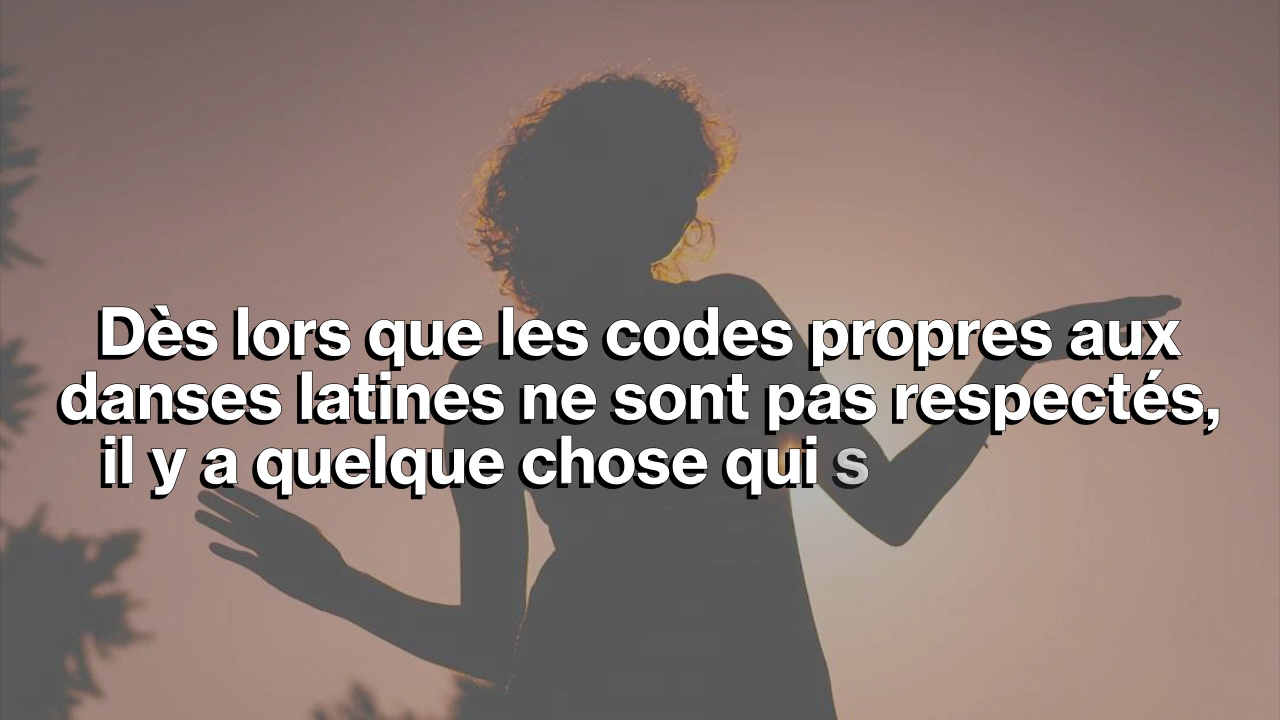 Dès lors que les codes propres aux
danses latines ne sont pas respectés,
il y a quelque chose qui s